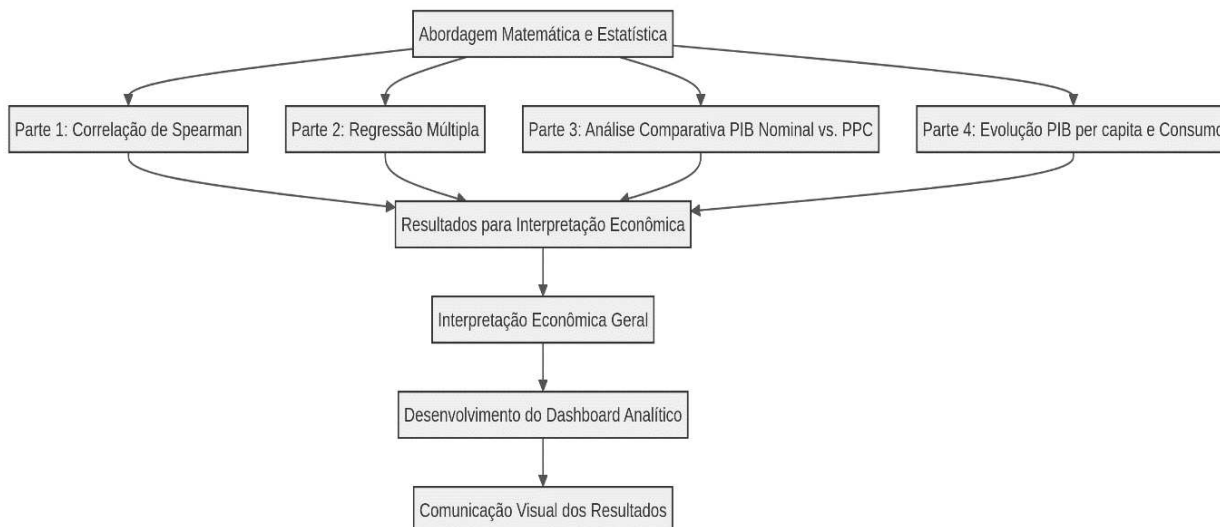 Abordagem Matemática e Estatística
Parte 1: Correlação de Spearman
Parte 2: Regressão Múltipla
Parte 3: Análise Comparativa PIB Nominal vs. PPC
Parte 4: Evolução PIB per capita e Consumo
Resultados para Interpretação Econômica
Interpretação Econômica Geral
Desenvolvimento do Dashboard Analítico
Comunicação Visual dos Resultados